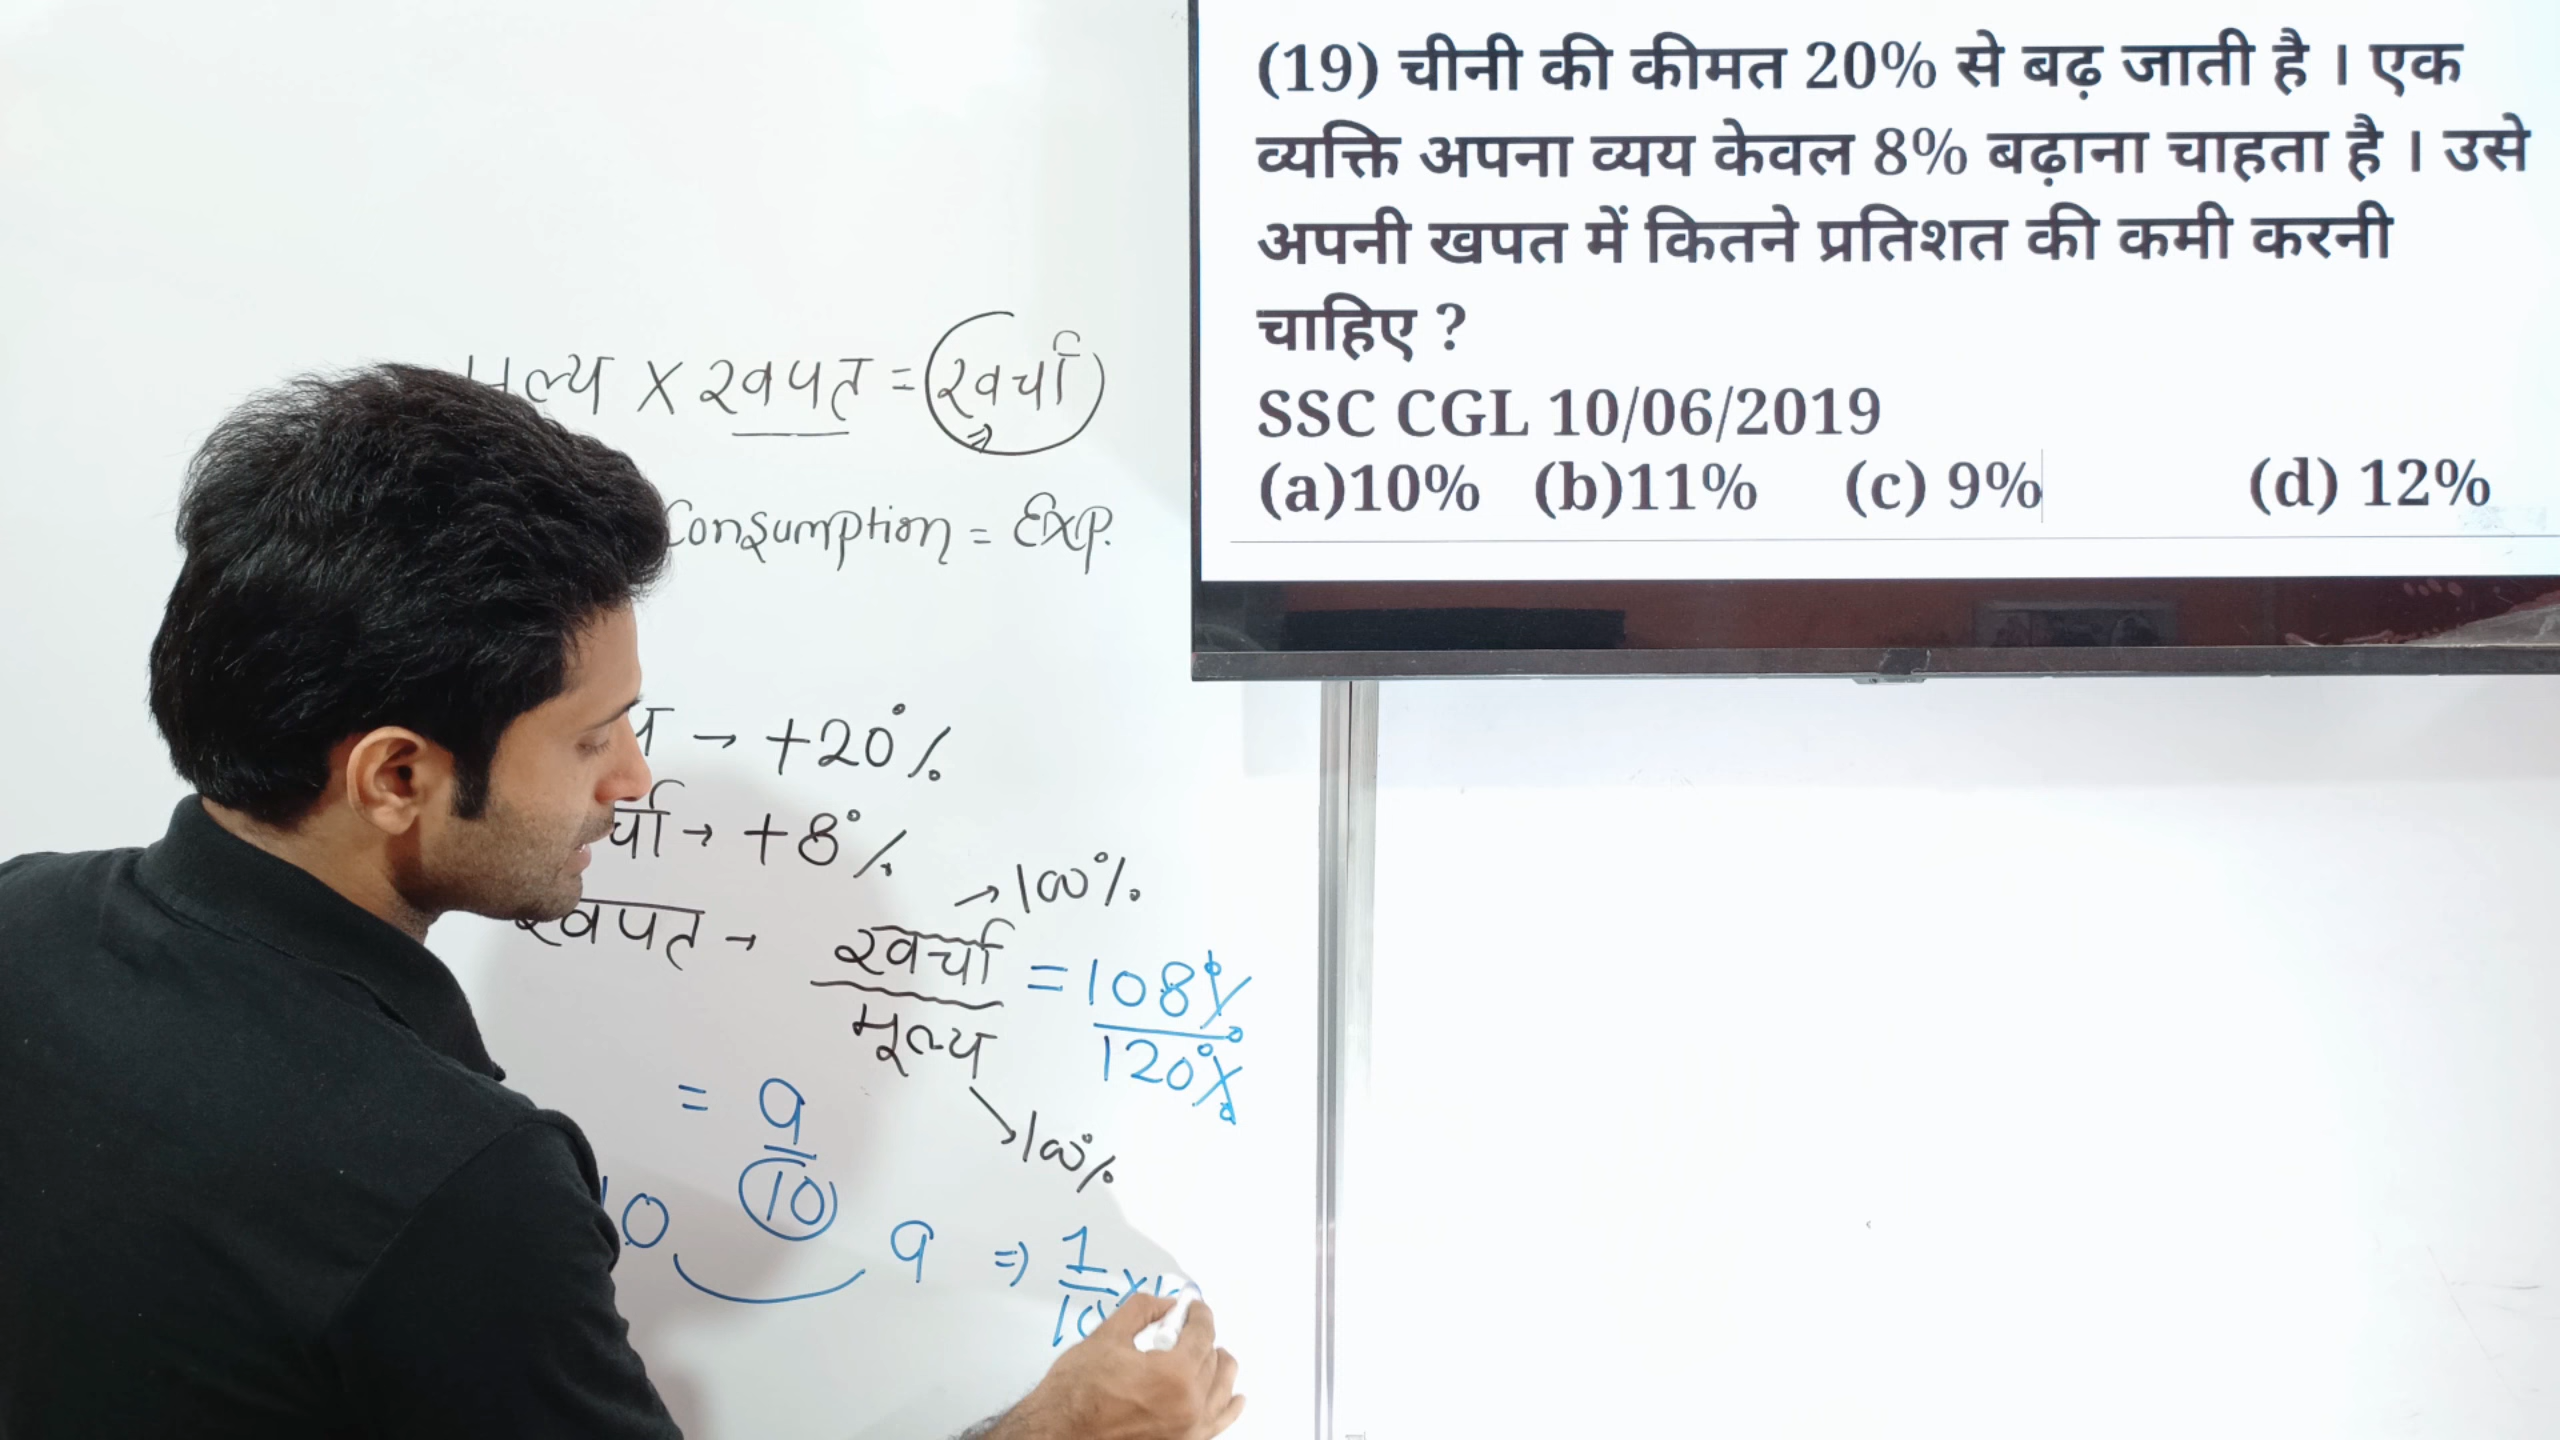 (19) चीनी की कीमत 20% से बढ़ जाती है । एक
व्यक्ति अपना व्यय केवल 8% बढ़ाना चाहता है । उसे
अपनी खपत में कितने प्रतिशत की कमी करनी
चाहिए ?
SSC CGL 10/06/2019
(a)10% (b)11% (c) 9% (d) 12%
× खपत = खर्चा
Consumption = Exp.
→ +20%
→ +8%
→ 100%
खपत → खर्चा = 108%
मूल्य 120%
→ 100%
= 9
10
10 9 ⇒ 1
10